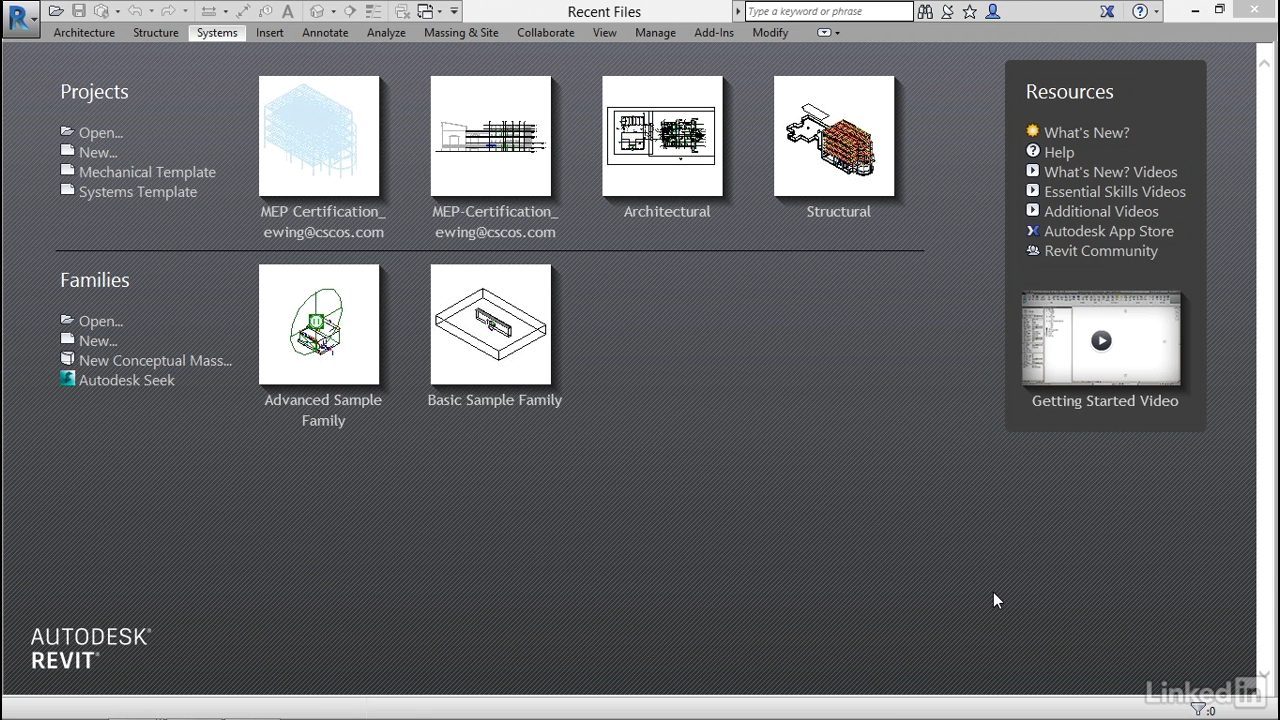 Recent Files
Type a keyword or phrase
Architecture Structure Systems Insert Annotate Analyze Massing & Site Collaborate View Manage Add-Ins Modify
Projects
Open...
New...
Mechanical Template
Systems Template
MEP Certification_
ewing@cscos.com
MEP-Certification_
ewing@cscos.com
Architectural
Structural
Families
Open...
New...
New Conceptual Mass...
Autodesk Seek
Advanced Sample
Family
Basic Sample Family
Resources
What's New?
Help
What's New? Videos
Essential Skills Videos
Additional Videos
Autodesk App Store
Revit Community
Getting Started Video
AUTODESK®
REVIT®
LinkedIn
:0